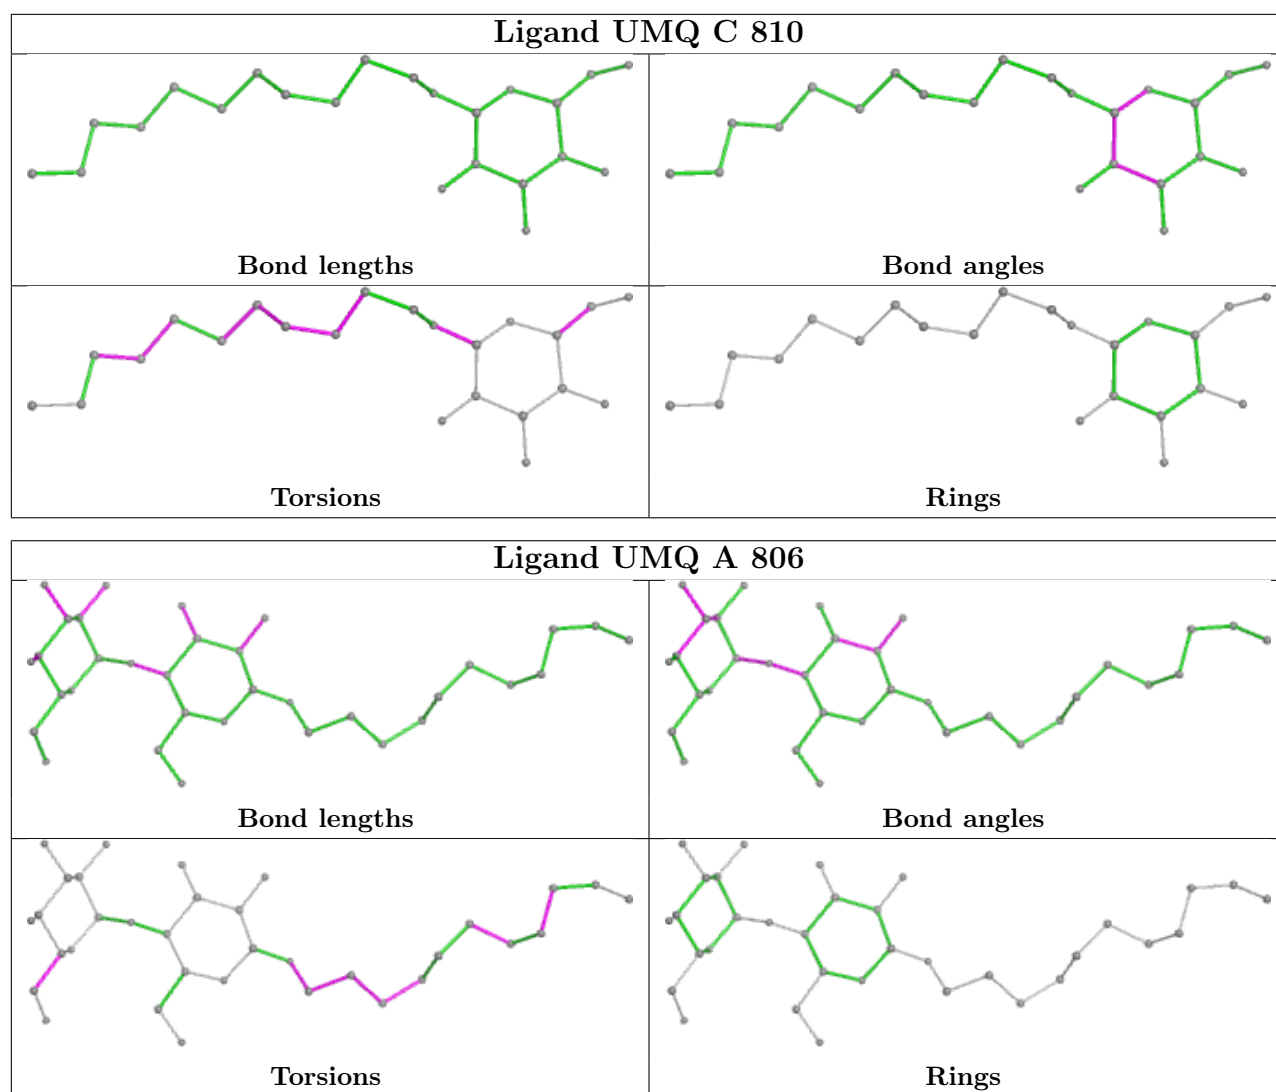 Ligand UMQ C 810
Bond lengths
Bond angles
Torsions
Rings
Ligand UMQ A 806
Bond lengths
Bond angles
Torsions
Rings